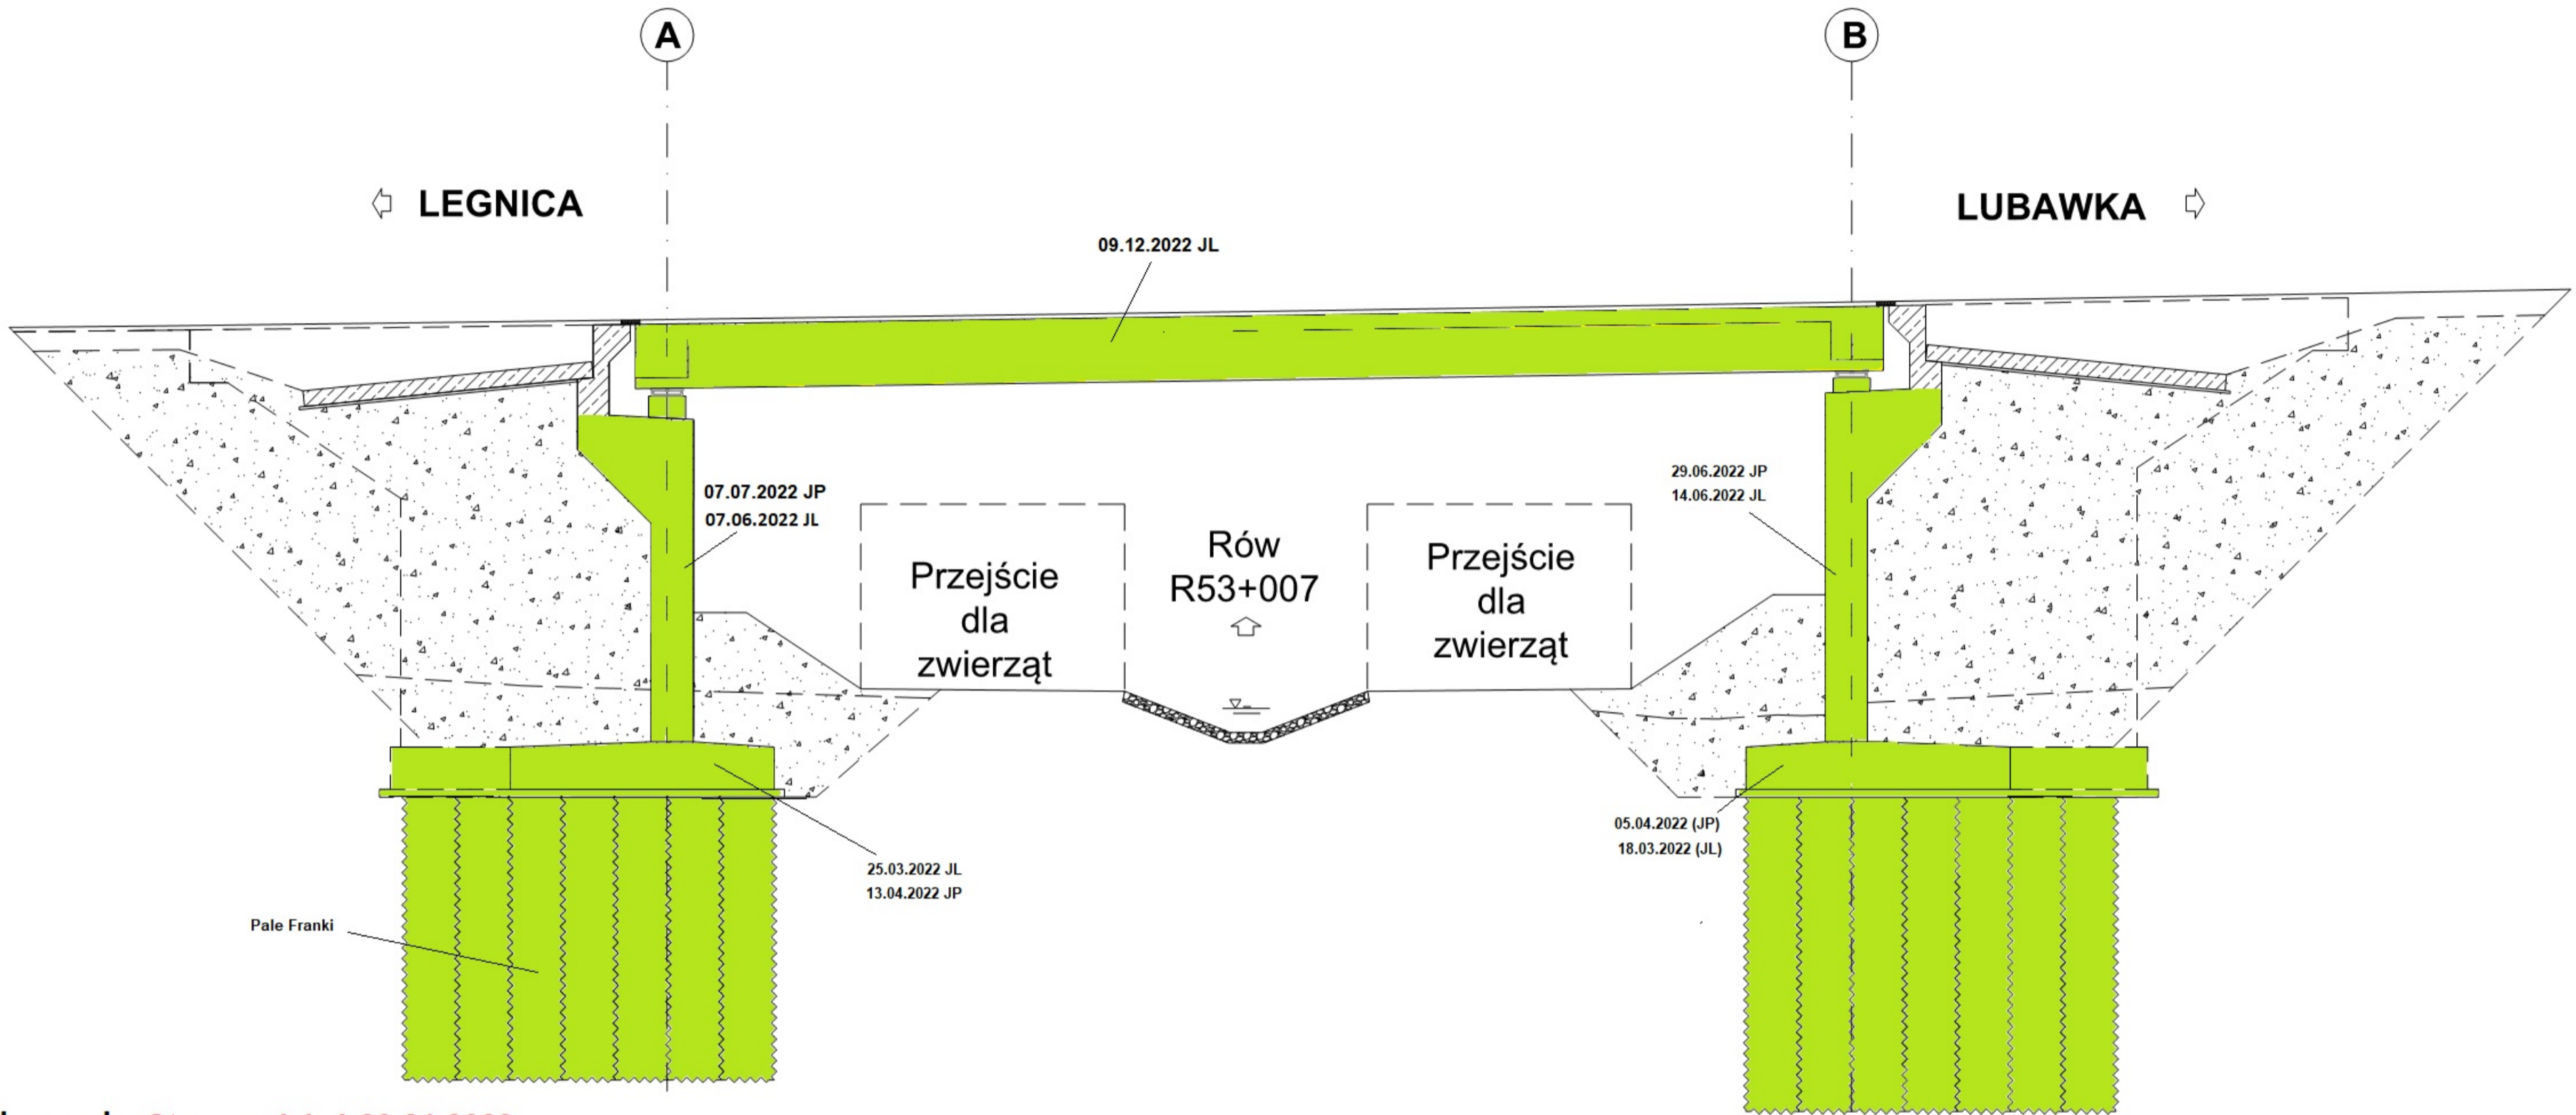 A
B
LEGNICA
LUBAWKA
09.12.2022 JL
07.07.2022 JP
07.06.2022 JL
29.06.2022 JP
14.06.2022 JL
Przejście
dla
zwierząt
Rów
R53+007
Przejście
dla
zwierząt
25.03.2022 JL
13.04.2022 JP
05.04.2022 (JP)
18.03.2022 (JL)
Pale Franki